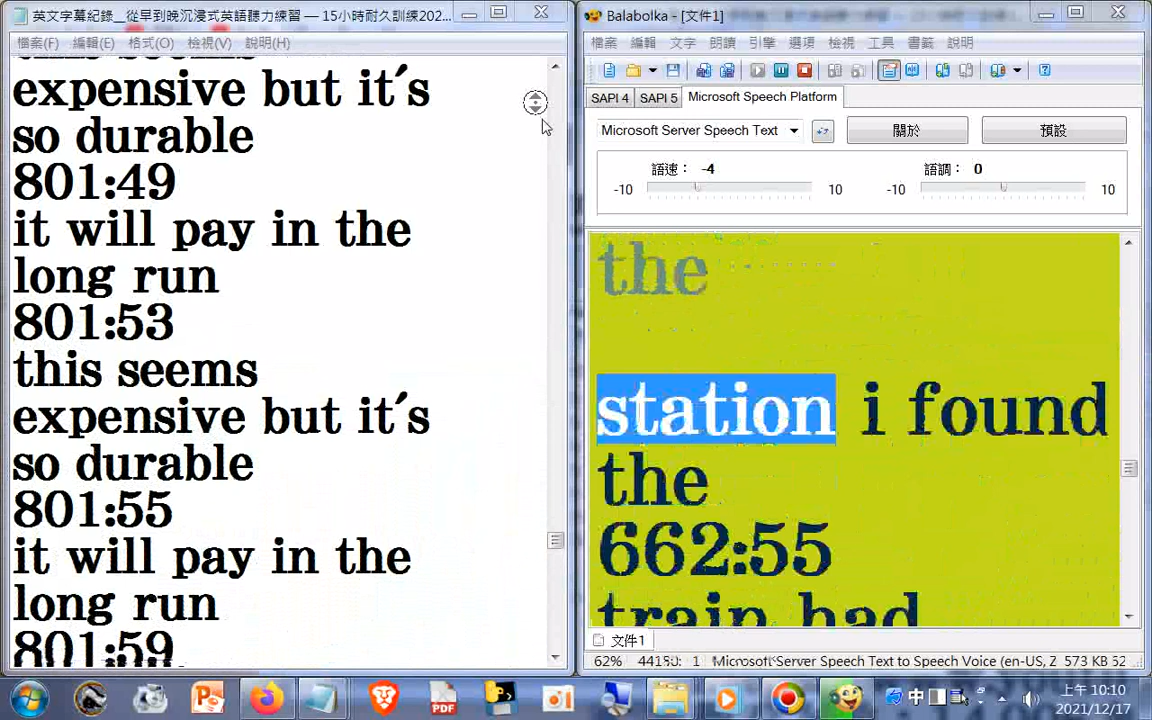 英文字幕紀錄__從早到晚沉浸式英語聽力練習 — 15小時耐久訓練202...
檔案(F) 編輯(E) 格式(O) 檢視(V) 說明(H)
this seems
expensive but it's
so durable
801:49
it will pay in the
long run
801:53
this seems
expensive but it's
so durable
801:55
it will pay in the
long run
801:59
Balabolka - [文件1]
檔案 編輯 文字 朗讀 引擎 選項 檢視 工具 書籤 說明
SAPI 4 SAPI 5 Microsoft Speech Platform
Microsoft Server Speech Text 關於 預設
語速： -4 語調： 0
-10 10 -10 10
the
station i found
the
662:55
train had
文件1
62% 44180: 1 Microsoft Server Speech Text to Speech Voice (en-US, Z 573 KB 52
中
上午 10:10
2021/12/17